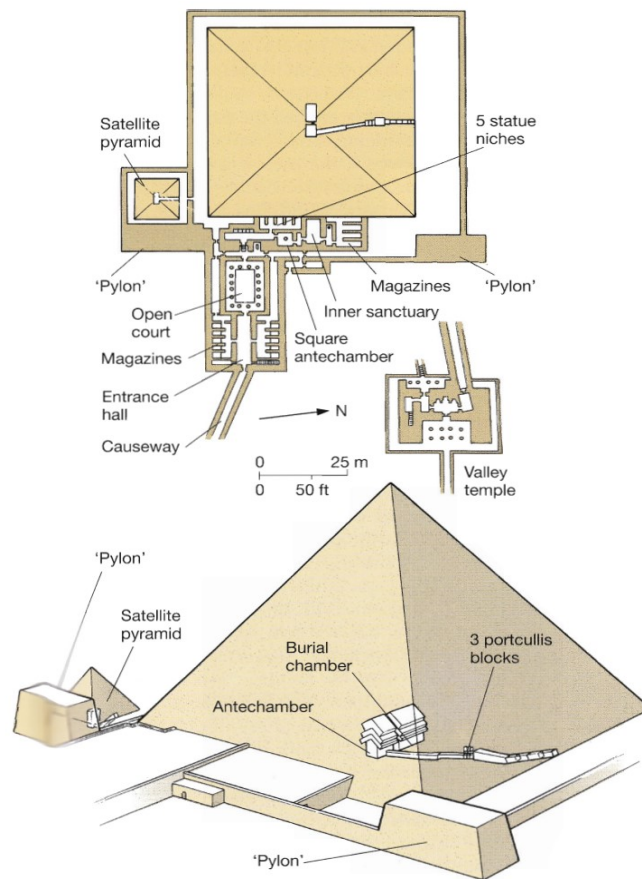 Satellite
pyramid
5 statue
niches
'Pylon'
Magazines
'Pylon'
Open
court
Inner sanctuary
Magazines
Square
antechamber
Entrance
hall
N
Causeway
0 25 m
0 50 ft
Valley
temple
'Pylon'
Satellite
pyramid
Burial
chamber
3 portcullis
blocks
Antechamber
'Pylon'